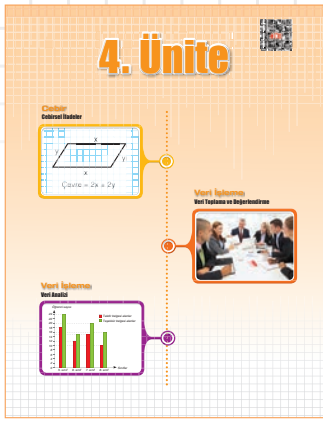 4. Ünite
Cebir
Cebirsel İfadeler
x
y
y
x
Çevre = 2x + 2y
Veri İşleme
Veri Toplama ve Değerlendirme
Veri İşleme
Veri Analizi